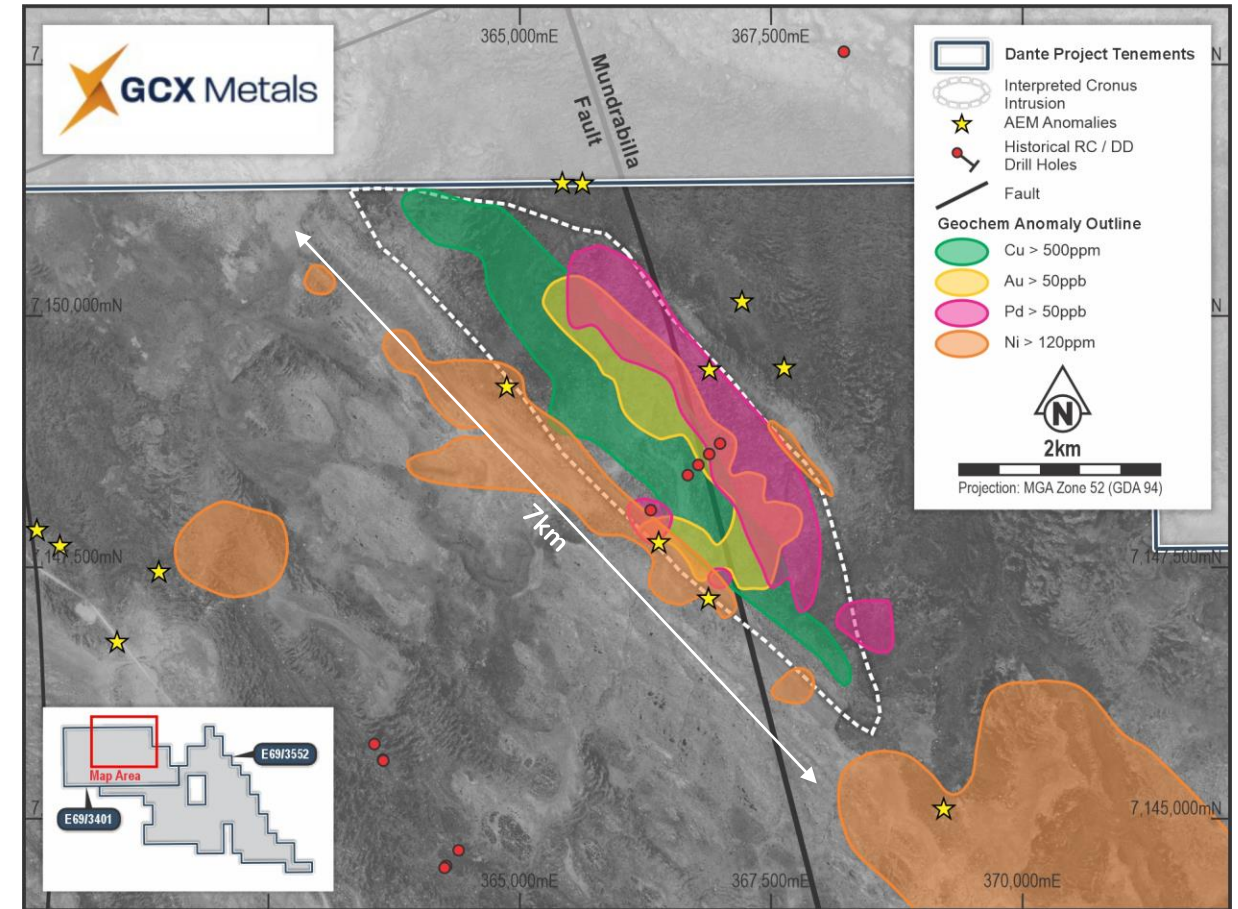 365,000mE
367,500mE
GCX Metals
Mundrabilla
Fault
Dante Project Tenements
Interpreted Cronus
Intrusion
AEM Anomalies
Historical RC / DD
Drill Holes
Fault
Geochem Anomaly Outline
Cu > 500ppm
Au > 50ppb
Pd > 50ppb
Ni > 120ppm
N
2km
Projection: MGA Zone 52 (GDA 94)
7,150,000mN
7km
7,147,500mN
7,147,500mN
7,145,000mN
E69/3552
Map Area
E69/3401
365,000mE
367,500mE
370,000mE